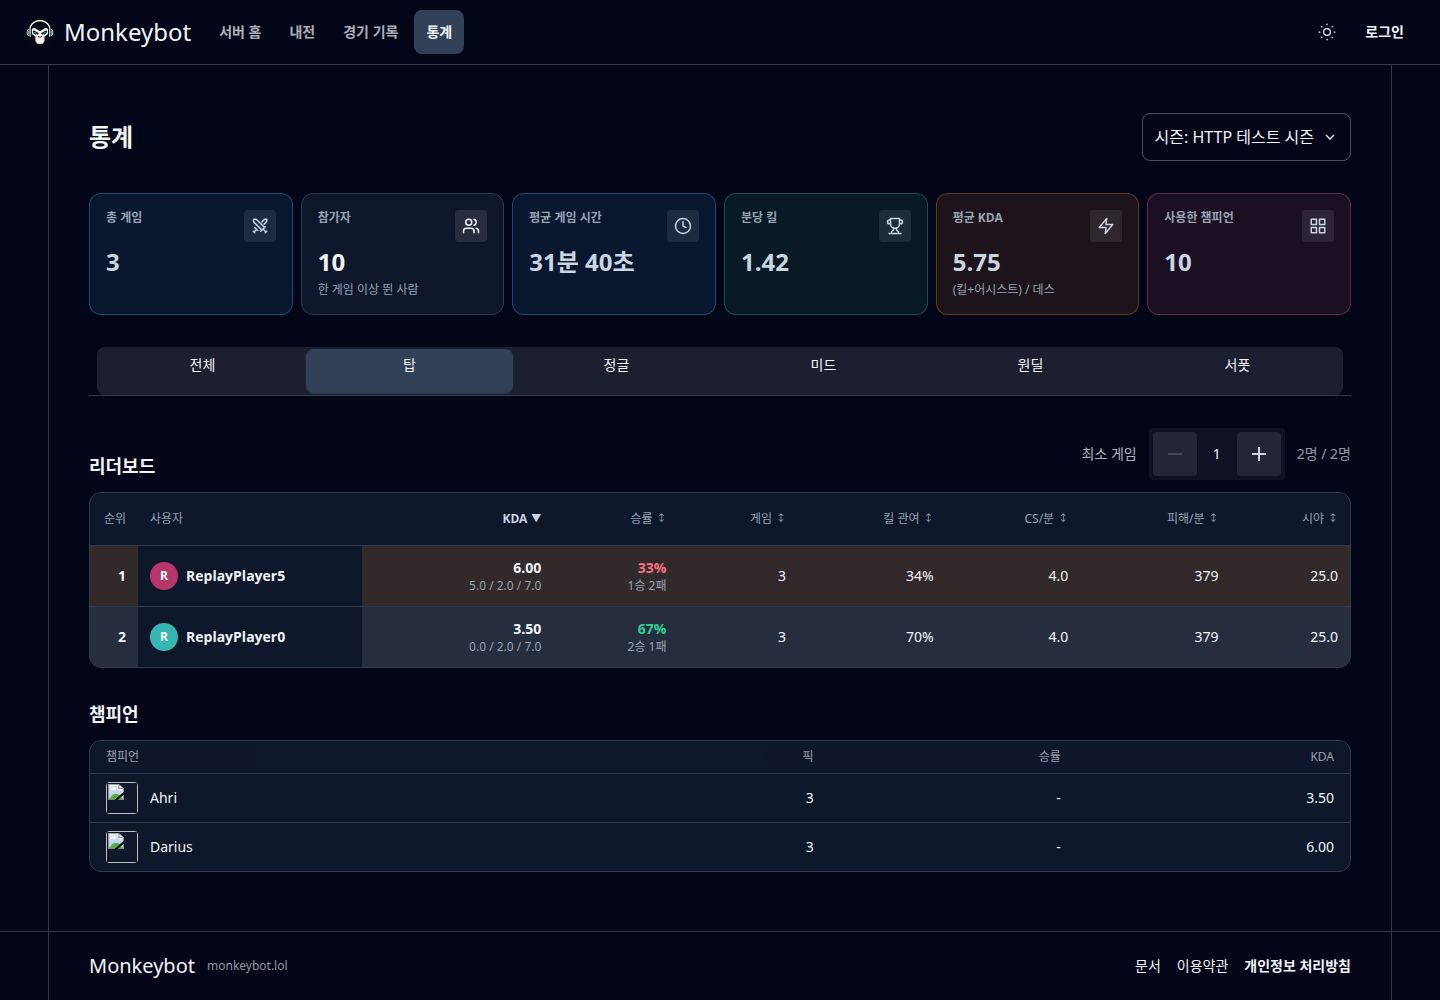 Monkeybot 서버 홈 내전 경기 기록 통계 로그인
통계
시즌: HTTP 테스트 시즌
총 게임 참가자 평균 게임 시간 분당 킬 평균 KDA 사용한 챔피언
3 10 31분 40초 1.42 5.75 10
한 게임 이상 뛴 사람 (킬+어시스트) / 데스
전체 탑 정글 미드 원딜 서폿
리더보드
최소 게임 1 2명 / 2명
순위 사용자 KDA ▼ 승률 ↕ 게임 ↕ 킬 관여 ↕ CS/분 ↕ 피해/분 ↕ 시야 ↕
1 R ReplayPlayer5 6.00 33% 3 34% 4.0 379 25.0
5.0 / 2.0 / 7.0 1승 2패
2 R ReplayPlayer0 3.50 67% 3 70% 4.0 379 25.0
0.0 / 2.0 / 7.0 2승 1패
챔피언
챔피언 픽 승률 KDA
Ahri 3 - 3.50
Darius 3 - 6.00
Monkeybot monkeybot.lol 문서 이용약관 개인정보 처리방침